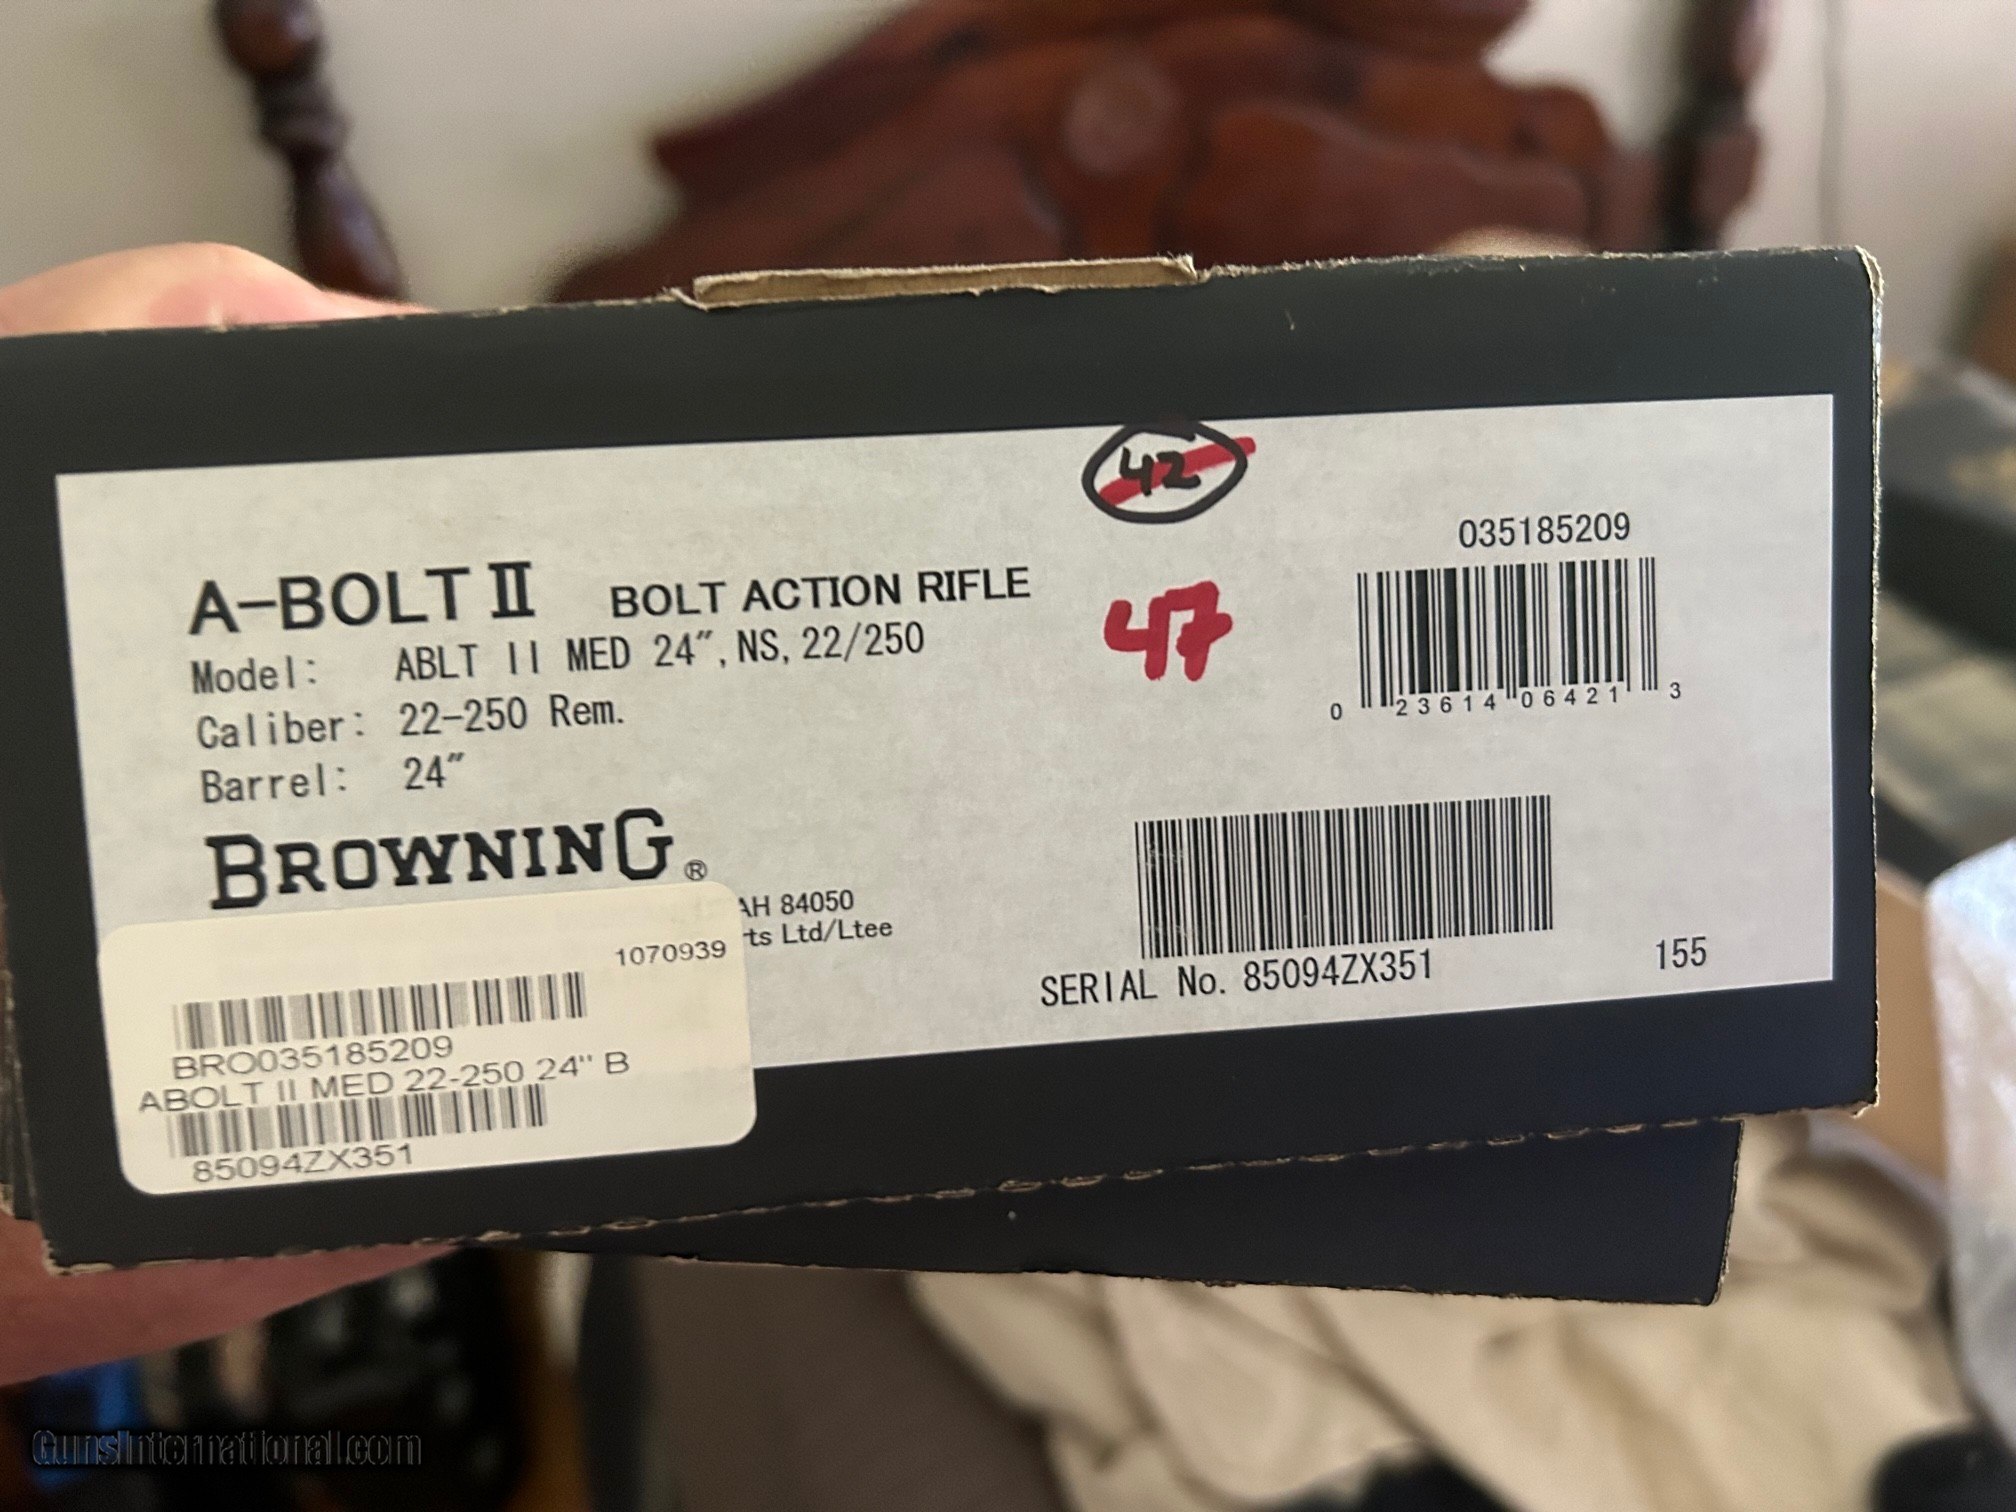 42
47
035185209
A-BOLT II BOLT ACTION RIFLE
Model: ABLT II MED 24", NS, 22/250
Caliber: 22-250 Rem.
Barrel: 24"
0 23614 06421 3
BROWNING®
AH 84050
ts Ltd/Ltee
SERIAL No. 85094ZX351
155
1070939
BRO035185209
ABOLT II MED 22-250 24" B
85094ZX351
GunsInternational.com